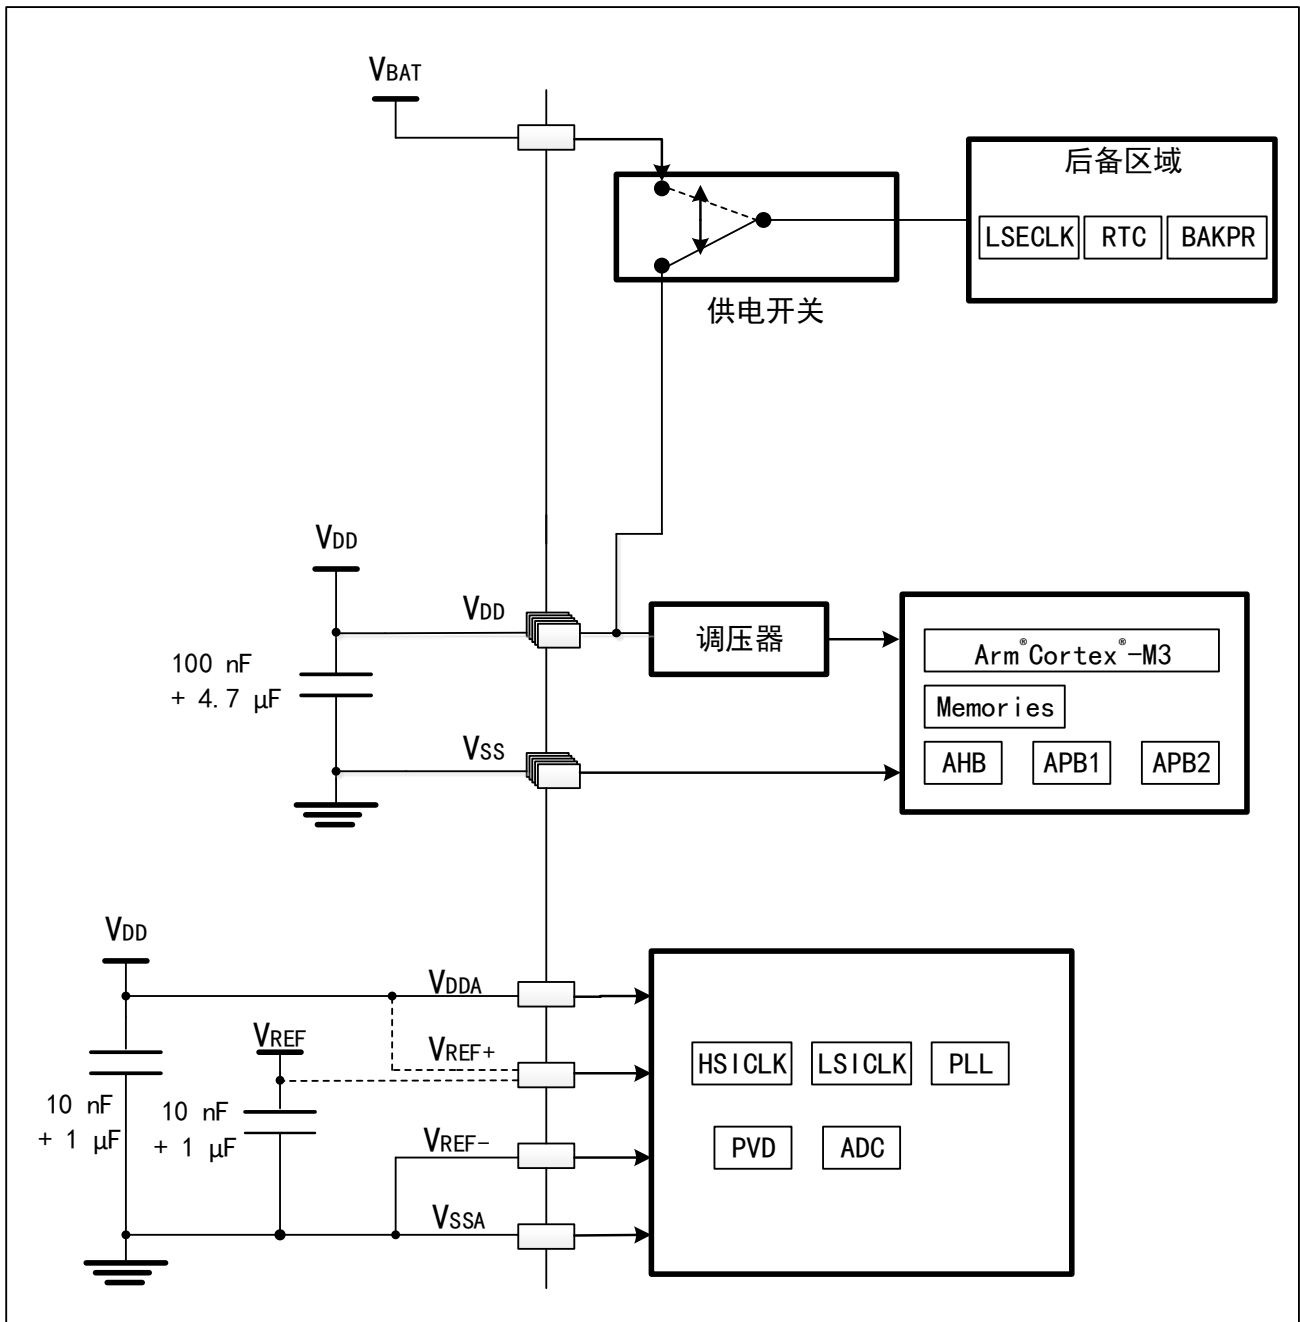 VBAT
后备区域
LSECLK RTC BAKPR
供电开关
VDD
VDD
调压器
100 nF
+ 4.7 μF
Arm®Cortex®-M3
Memories
VSS
AHB APB1 APB2
VDD
VDDA
VREF
VREF+
HSICLK LSICLK PLL
10 nF
+ 1 μF
10 nF
+ 1 μF
VREF-
PVD ADC
VSSA